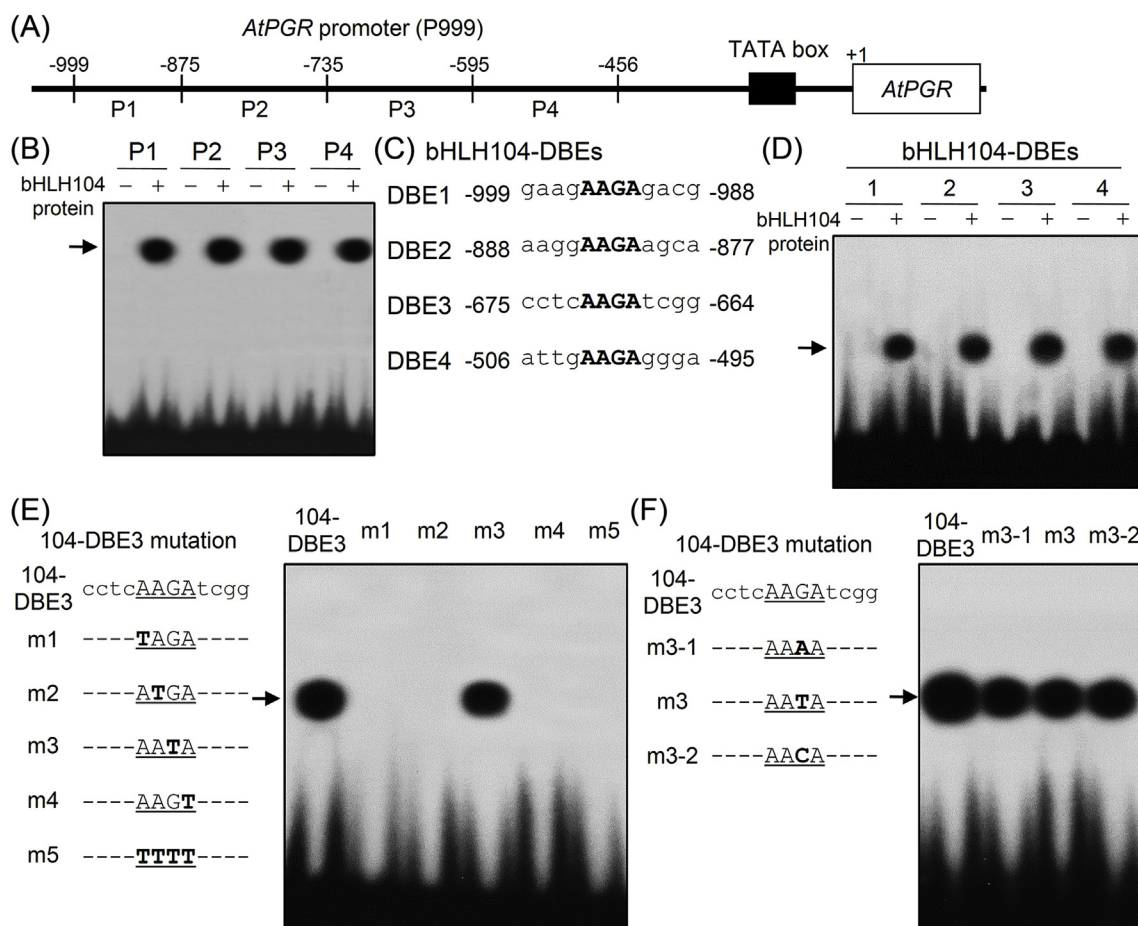 (A) AtPGR promoter (P999)
-999 -875 -735 -595 -456 TATA box +1
P1 P2 P3 P4 AtPGR
(B) P1 P2 P3 P4
bHLH104 protein − + − + − + − +
(C) bHLH104-DBEs
DBE1 -999 gaagAAGAgacg -988
DBE2 -888 aaggAAGAagca -877
DBE3 -675 cctcAAGAtcgg -664
DBE4 -506 attgAAGAggga -495
(D) bHLH104-DBEs
1 2 3 4
bHLH104 protein − + − + − + − +
(E) 104-DBE3 mutation
104-DBE3 cctcAAGAtcgg
m1 ----TAGA----
m2 ----ATGA----
m3 ----AATA----
m4 ----AAGT----
m5 ----TTTT----
104-DBE3 m1 m2 m3 m4 m5
(F) 104-DBE3 mutation
104-DBE3 cctcAAGAtcgg
m3-1 ----AAAA----
m3 ----AATA----
m3-2 ----AACA----
104-DBE3 m3-1 m3 m3-2